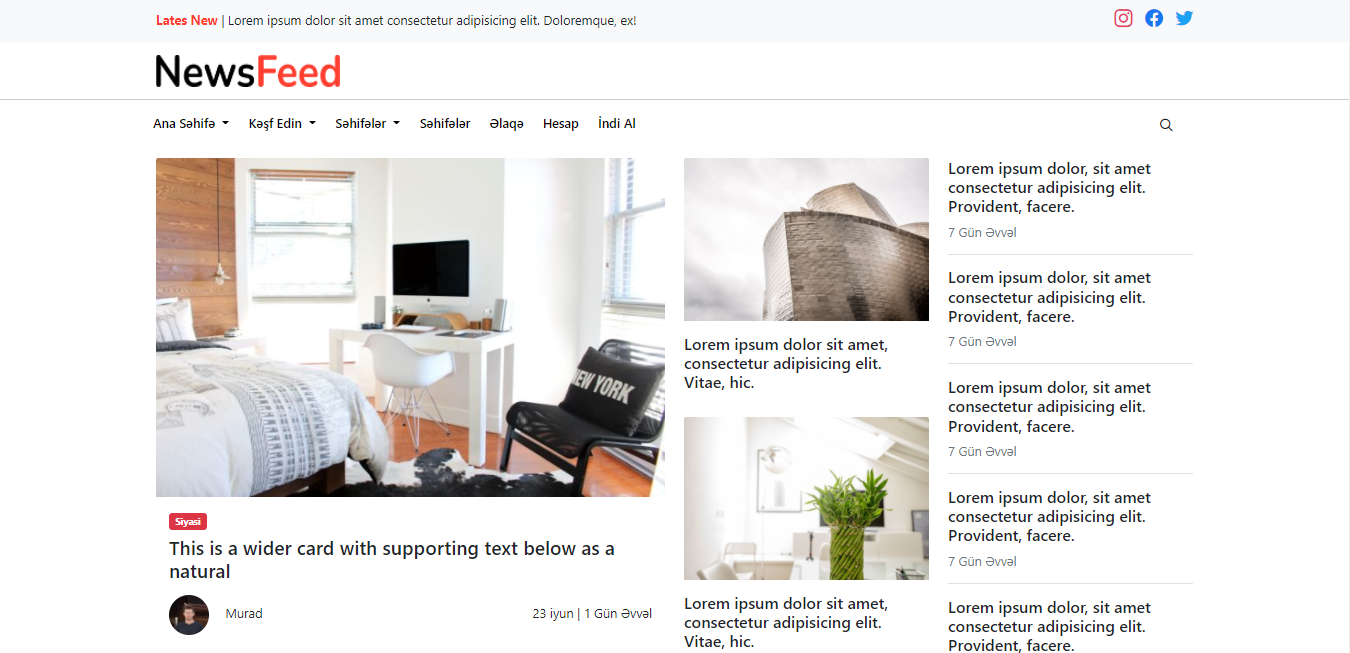 Lates New | Lorem ipsum dolor sit amet consectetur adipisicing elit. Doloremque, ex!
NewsFeed
Ana Səhifə Kəşf Edin Səhifələr Səhifələr Əlaqə Hesap İndi Al
NEW YORK
Siyasi
This is a wider card with supporting text below as a
natural
Murad 23 iyun | 1 Gün Əvvəl
Lorem ipsum dolor sit amet,
consectetur adipisicing elit.
Vitae, hic.
Lorem ipsum dolor sit amet,
consectetur adipisicing elit.
Vitae, hic.
Lorem ipsum dolor, sit amet
consectetur adipisicing elit.
Provident, facere.
7 Gün Əvvəl
Lorem ipsum dolor, sit amet
consectetur adipisicing elit.
Provident, facere.
7 Gün Əvvəl
Lorem ipsum dolor, sit amet
consectetur adipisicing elit.
Provident, facere.
7 Gün Əvvəl
Lorem ipsum dolor, sit amet
consectetur adipisicing elit.
Provident, facere.
7 Gün Əvvəl
Lorem ipsum dolor, sit amet
consectetur adipisicing elit.
Provident, facere.